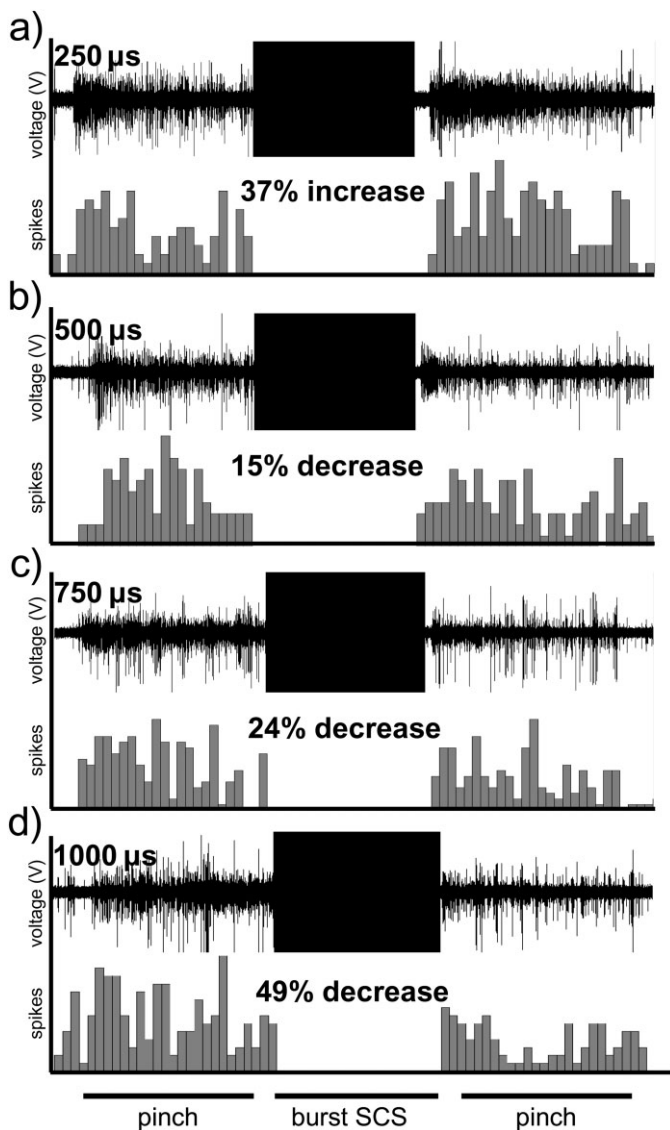 a)
250 µs
voltage (V)
37% increase
spikes
b)
500 µs
voltage (V)
15% decrease
spikes
c)
750 µs
voltage (V)
24% decrease
spikes
d)
1000 µs
voltage (V)
49% decrease
spikes
pinch burst SCS pinch